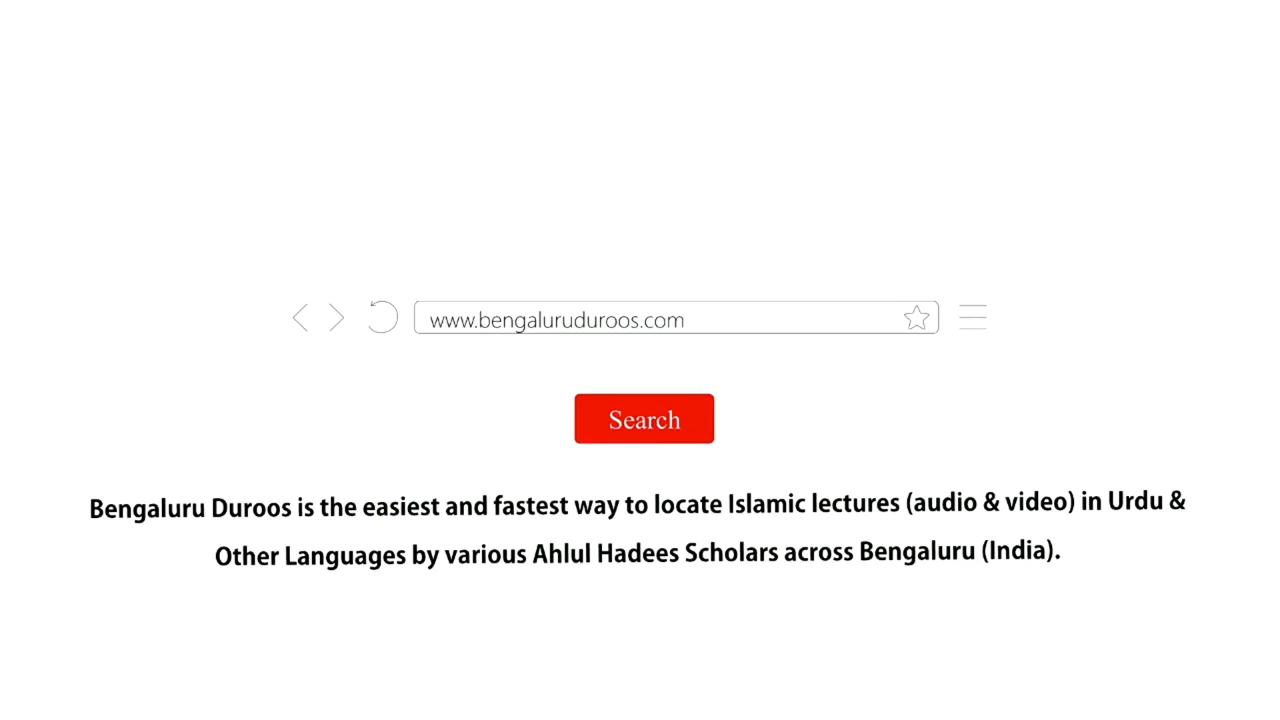 www.bengaluruduroos.com
Search
Bengaluru Duroos is the easiest and fastest way to locate Islamic lectures (audio & video) in Urdu &
Other Languages by various Ahlul Hadees Scholars across Bengaluru (India).